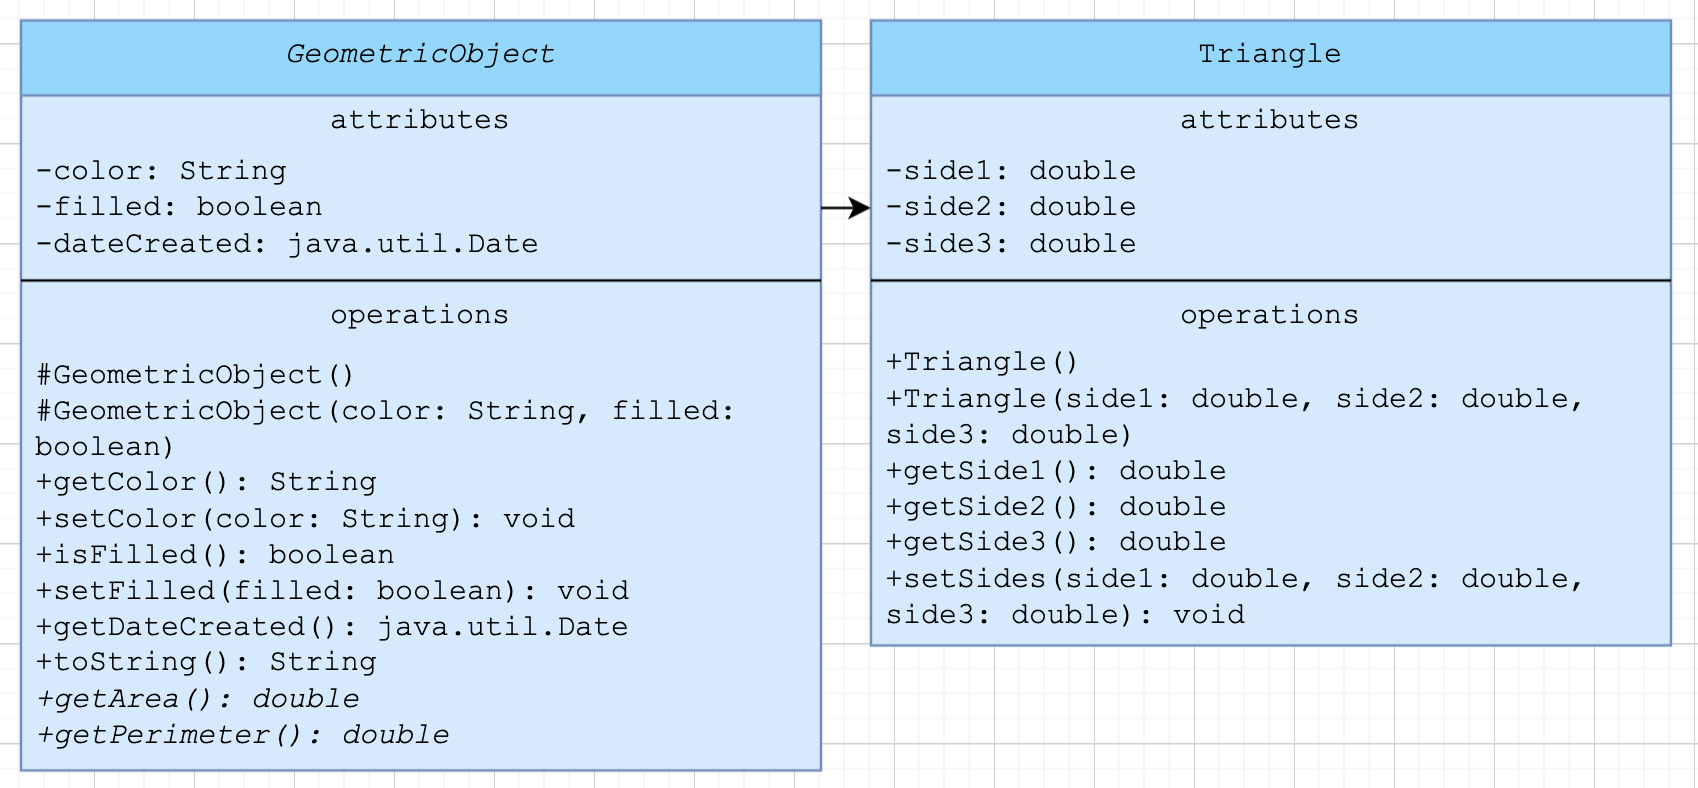 GeometricObject
attributes
-color: String
-filled: boolean
-dateCreated: java.util.Date
operations
#GeometricObject()
#GeometricObject(color: String, filled:
boolean)
+getColor(): String
+setColor(color: String): void
+isFilled(): boolean
+setFilled(filled: boolean): void
+getDateCreated(): java.util.Date
+toString(): String
+getArea(): double
+getPerimeter(): double
Triangle
attributes
-side1: double
-side2: double
-side3: double
operations
+Triangle()
+Triangle(side1: double, side2: double,
side3: double)
+getSide1(): double
+getSide2(): double
+getSide3(): double
+setSides(side1: double, side2: double,
side3: double): void